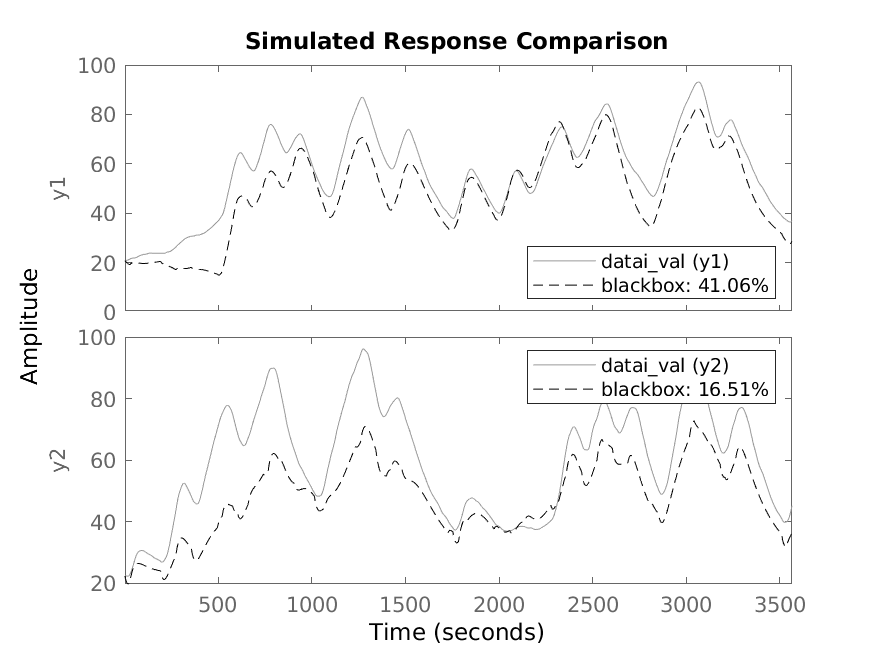 Simulated Response Comparison
100
80
60
40
20
0
y1
datai_val (y1)
blackbox: 41.06%
Amplitude
100
80
60
40
20
y2
datai_val (y2)
blackbox: 16.51%
500 1000 1500 2000 2500 3000 3500
Time (seconds)